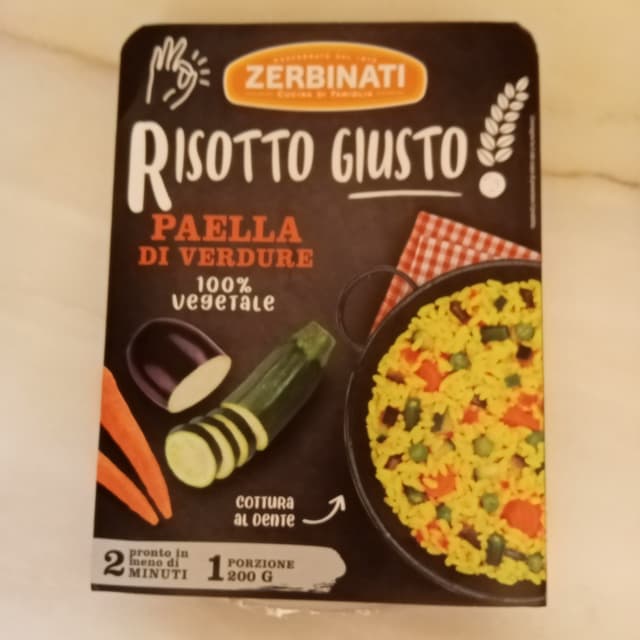 ZERBINATI
CUCINA DI FAMIGLIA
RISOTTO GIUSTO
PAELLA
DI VERDURE
100%
VEGETALE
COTTURA
AL DENTE
2 pronto in
meno di
MINUTI
1 PORZIONE
200 G